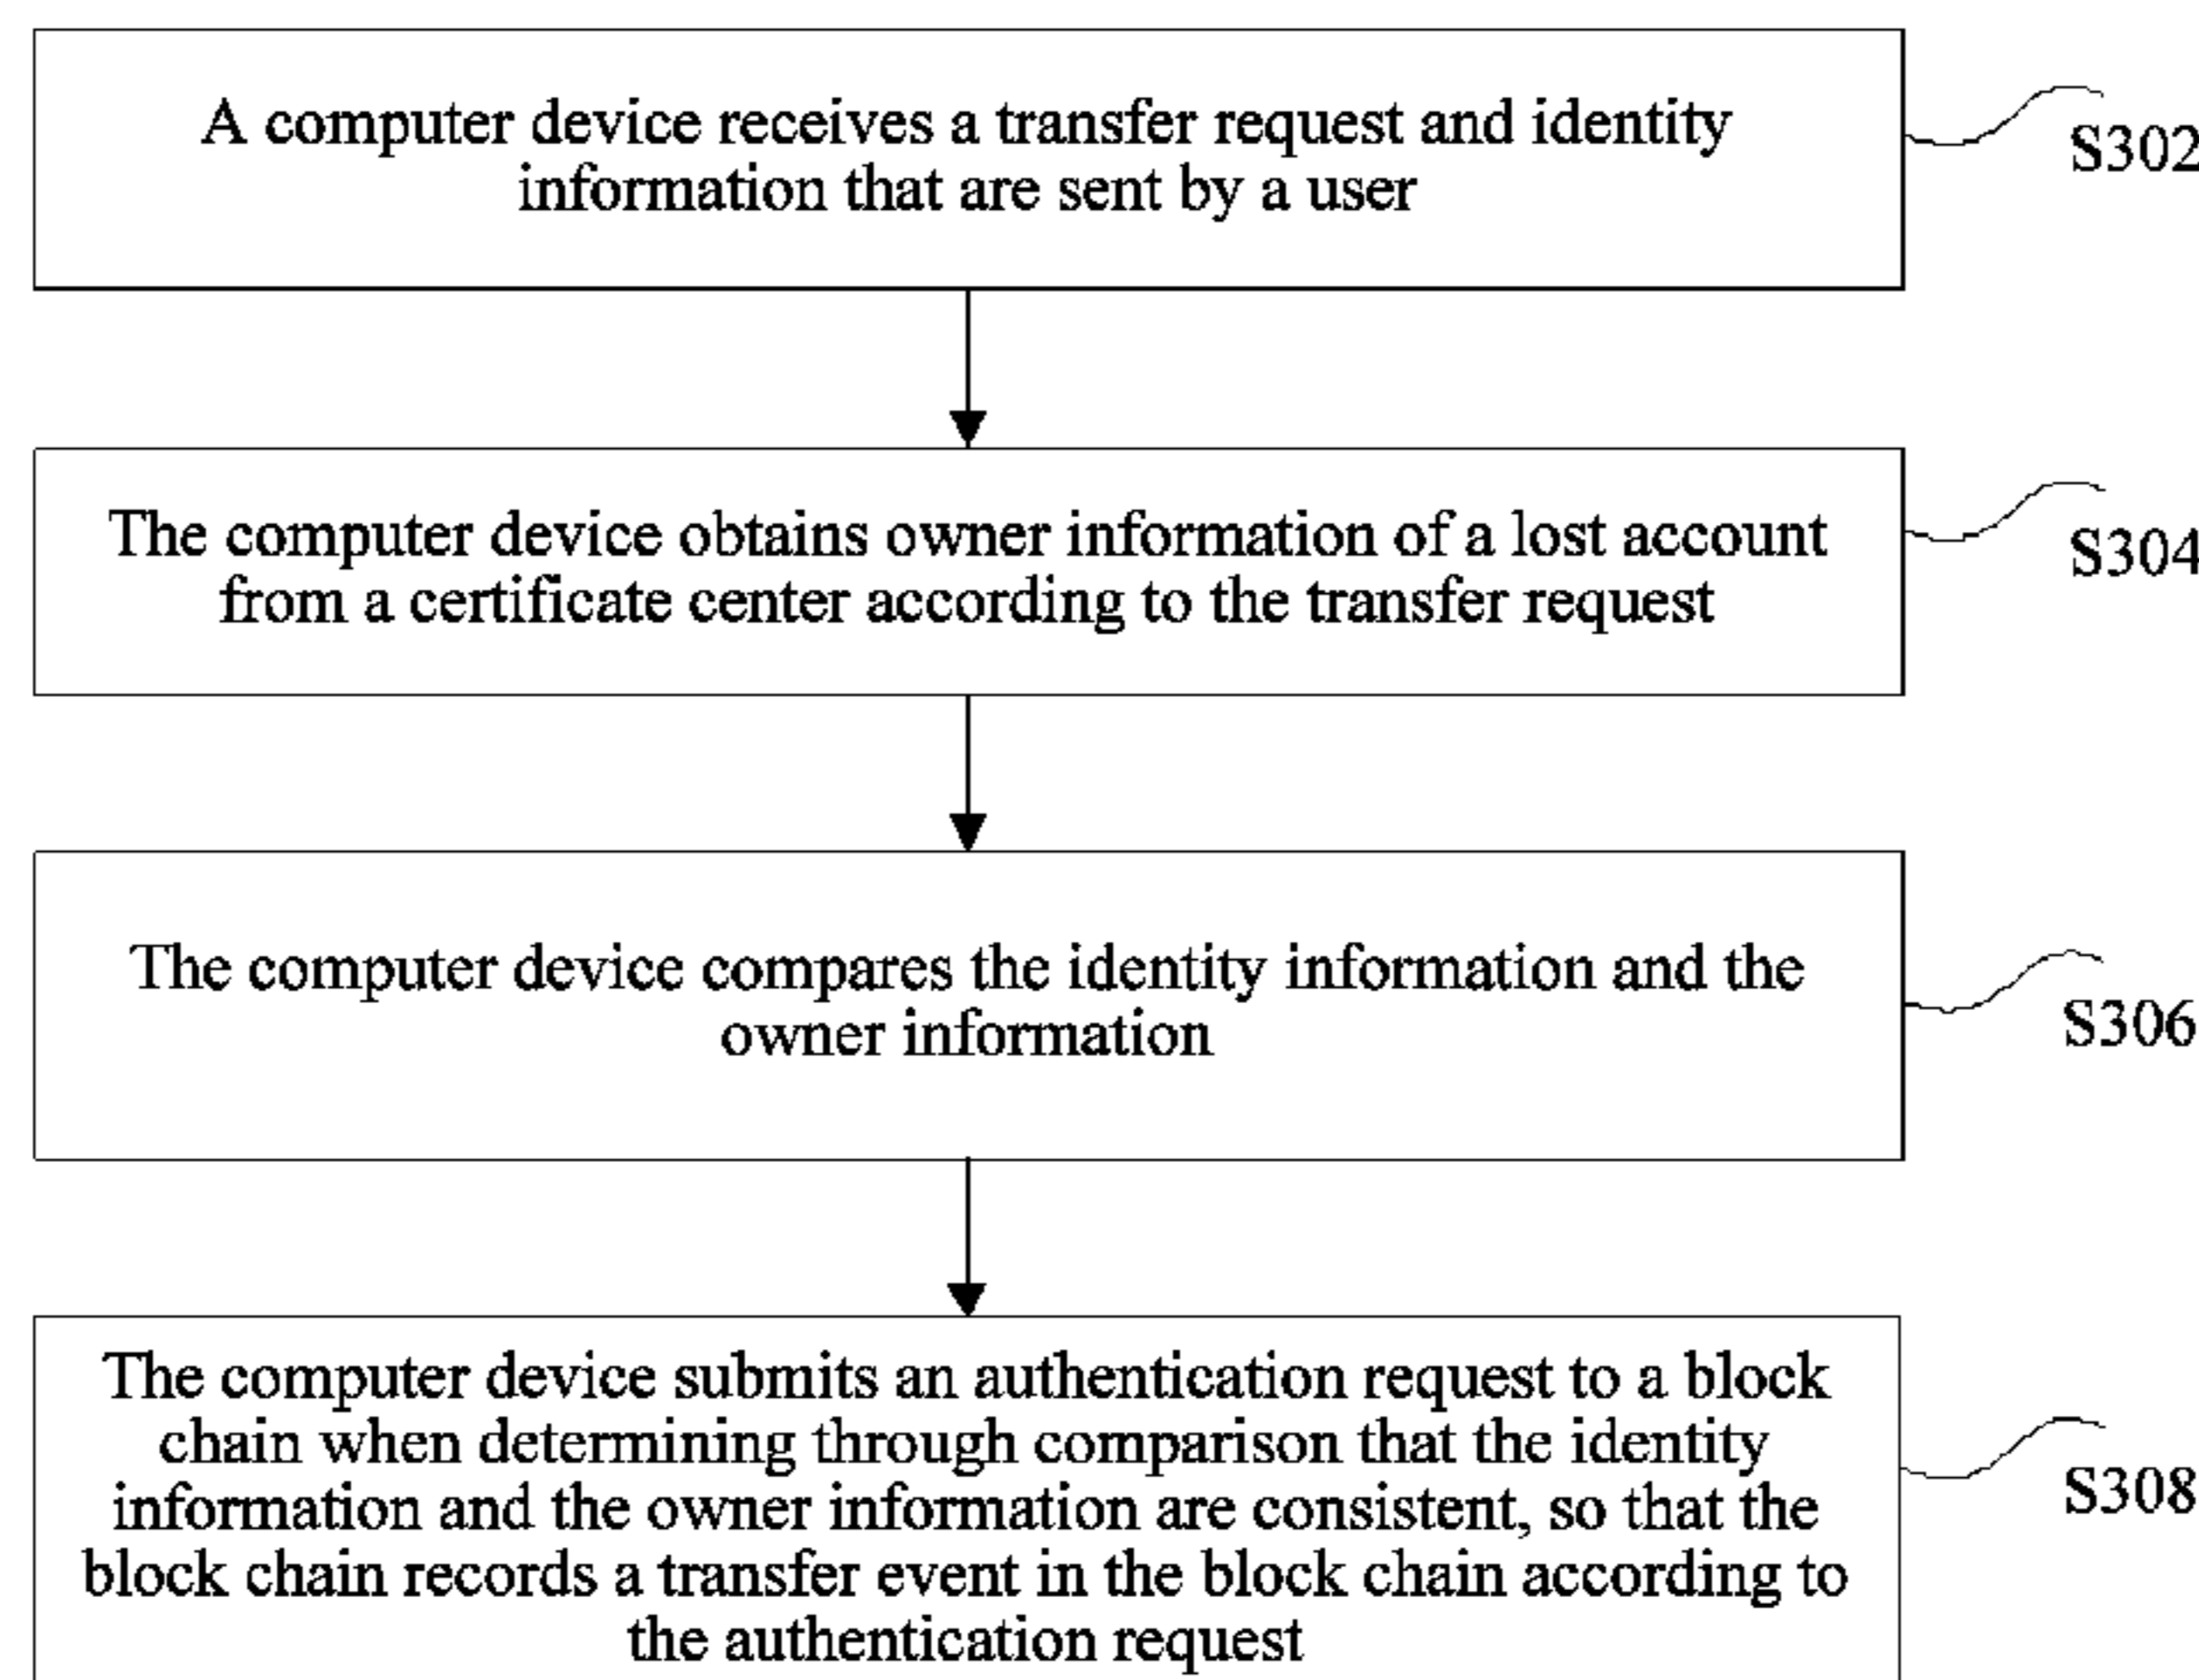 A computer device receives a transfer request and identity
information that are sent by a user
S302
The computer device obtains owner information of a lost account
from a certificate center according to the transfer request
S304
The computer device compares the identity information and the
owner information
S306
The computer device submits an authentication request to a block
chain when determining through comparison that the identity
information and the owner information are consistent, so that the
block chain records a transfer event in the block chain according to
the authentication request
S308